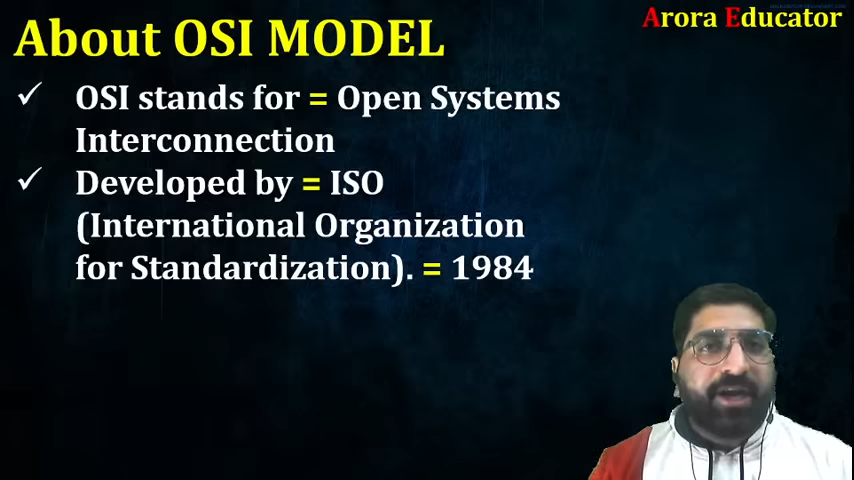 About OSI MODEL
Arora Educator
✓ OSI stands for = Open Systems
Interconnection
✓ Developed by = ISO
(International Organization
for Standardization). = 1984